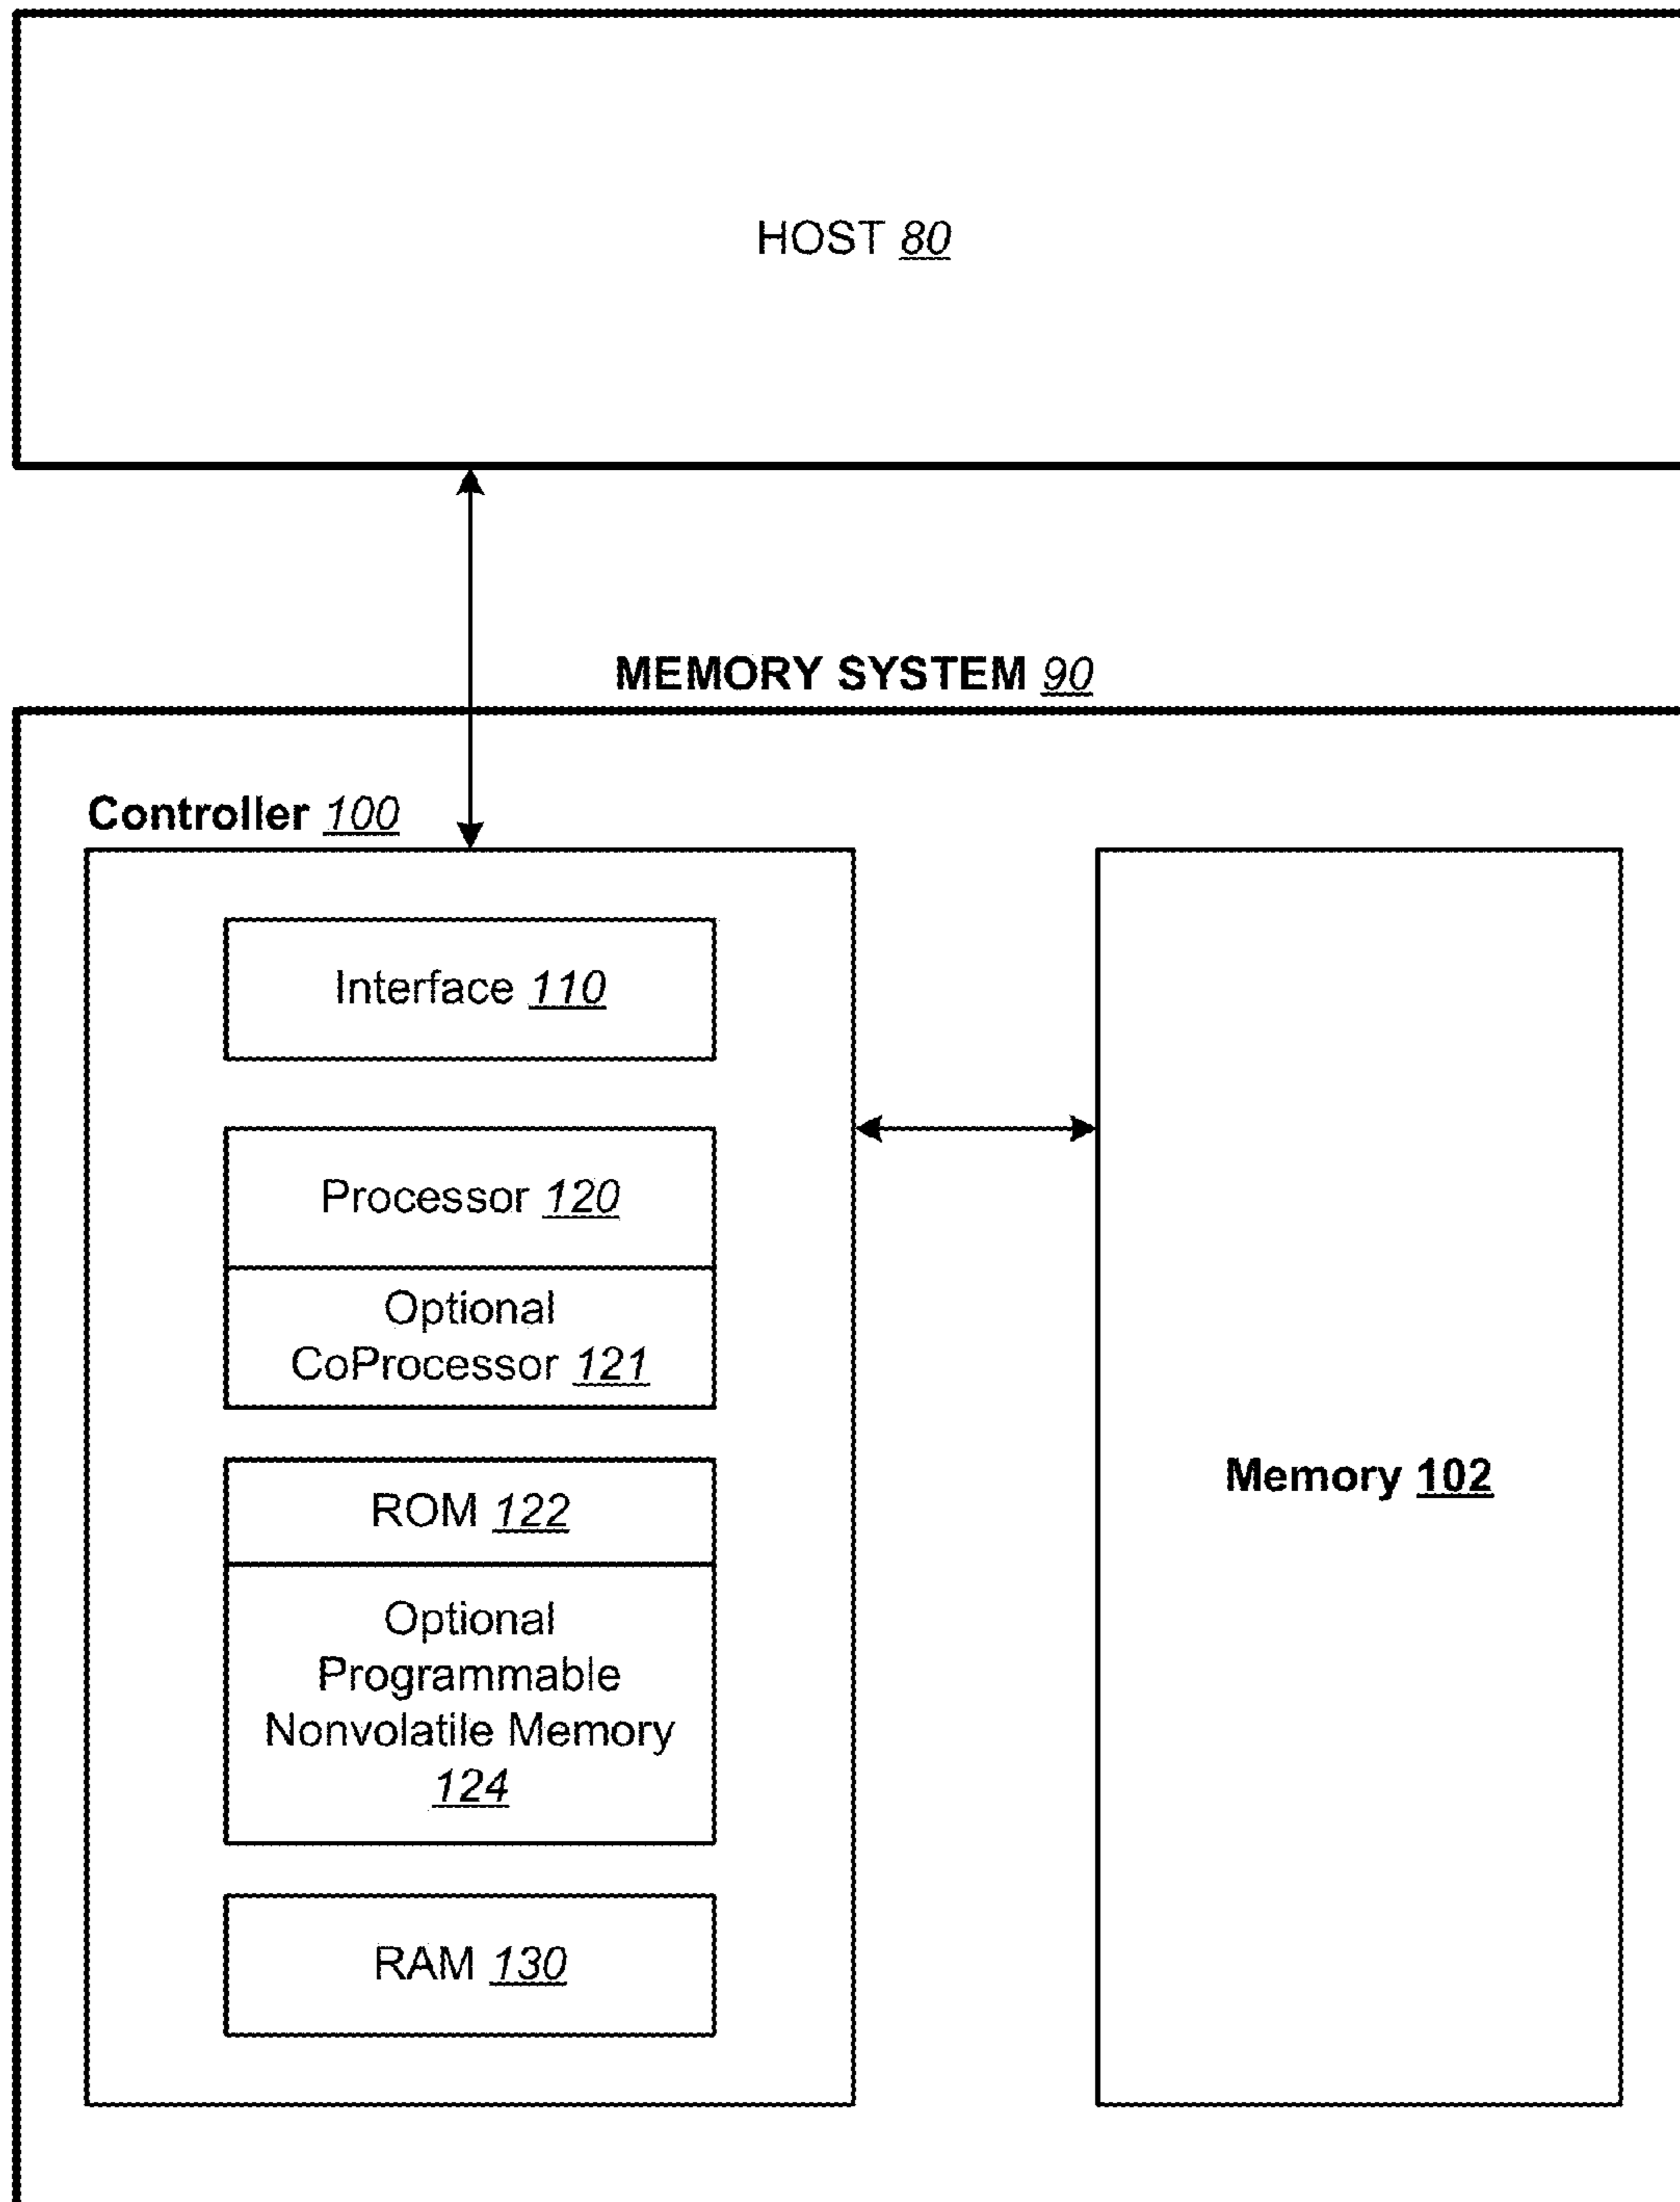 HOST 80
MEMORY SYSTEM 90
Controller 100
Interface 110
Processor 120
Optional
CoProcessor 121
ROM 122
Optional
Programmable
Nonvolatile Memory
124
RAM 130
Memory 102